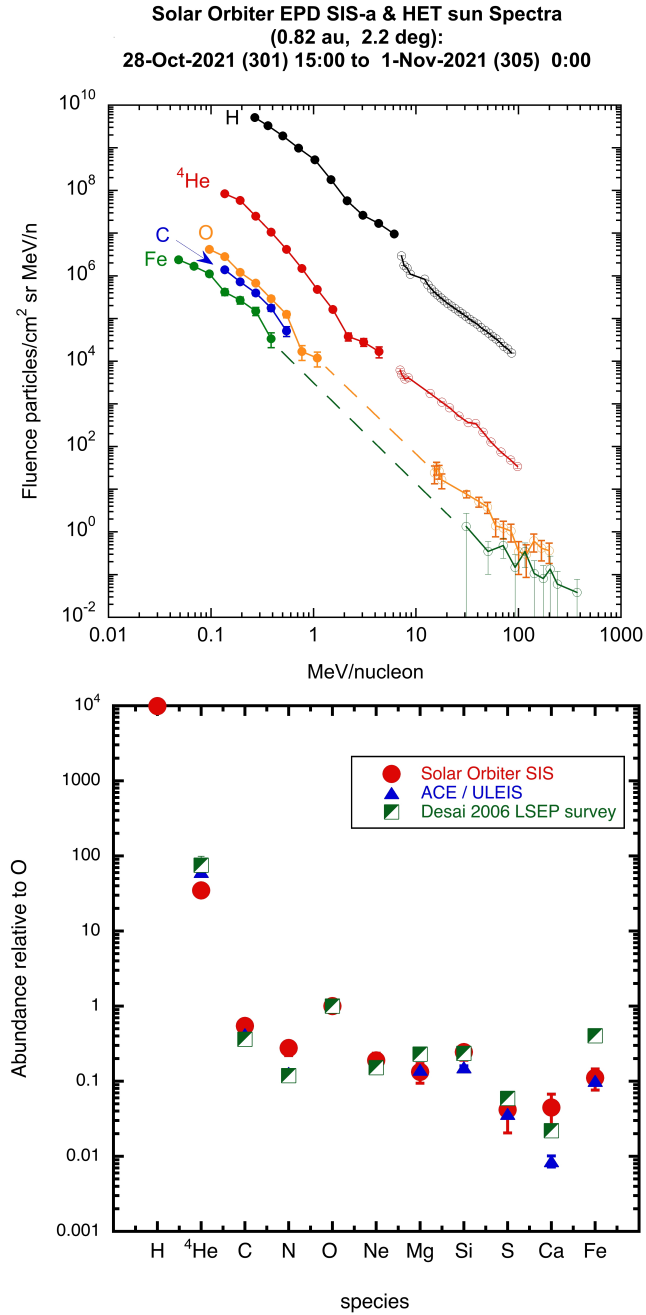 Solar Orbiter EPD SIS-a & HET sun Spectra
(0.82 au, 2.2 deg):
28-Oct-2021 (301) 15:00 to 1-Nov-2021 (305) 0:00
Fluence particles/cm² sr MeV/n
10¹⁰
10⁸
10⁶
10⁴
10²
10⁰
10⁻²
H
⁴He
O
C
Fe
0.01
0.1
1
10
100
1000
MeV/nucleon
Abundance relative to O
10⁴
1000
100
10
1
0.1
0.01
0.001
Solar Orbiter SIS
ACE / ULEIS
Desai 2006 LSEP survey
H ⁴He C N O Ne Mg Si S Ca Fe
species